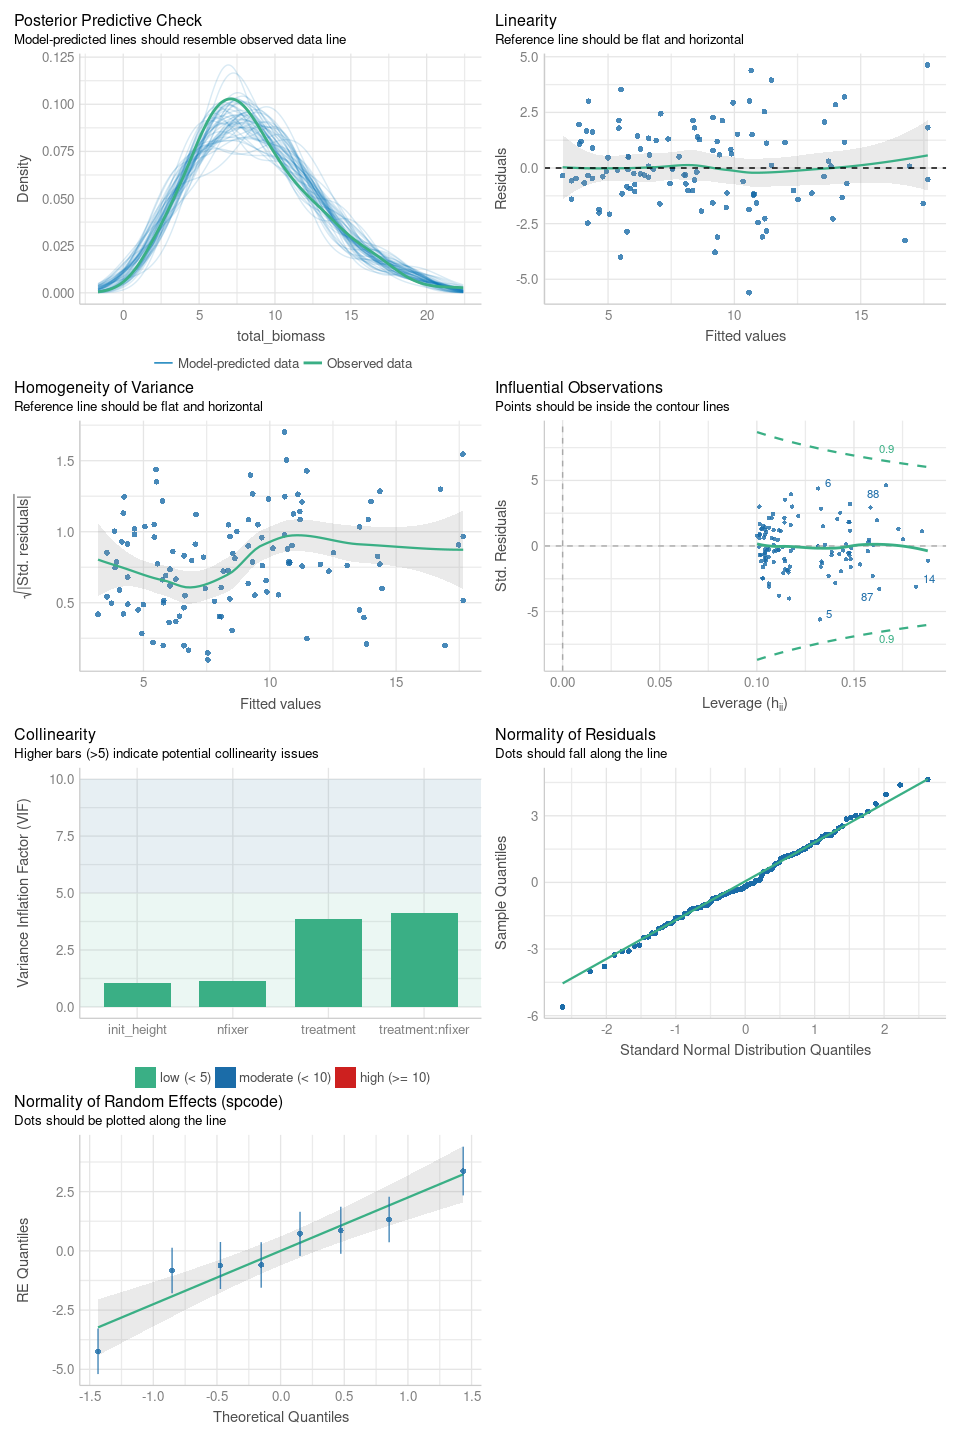 Posterior Predictive Check
Model-predicted lines should resemble observed data line
0.125
0.100
0.075
0.050
0.025
0.000
Density
0
5
10
15
20
total_biomass
Model-predicted data
Observed data
Linearity
Reference line should be flat and horizontal
5.0
2.5
0.0
-2.5
-5.0
Residuals
5
10
15
Fitted values
Homogeneity of Variance
Reference line should be flat and horizontal
1.5
1.0
0.5
√|Std. residuals|
5
10
15
Fitted values
Influential Observations
Points should be inside the contour lines
5
0
-5
Std. Residuals
0.9
6
88
14
87
5
0.9
0.00
0.05
0.10
0.15
Leverage (hii)
Collinearity
Higher bars (>5) indicate potential collinearity issues
10.0
7.5
5.0
2.5
0.0
Variance Inflation Factor (VIF)
init_height
nfixer
treatment
treatment:nfixer
low (< 5)
moderate (< 10)
high (>= 10)
Normality of Residuals
Dots should fall along the line
3
0
-3
-6
Sample Quantiles
-2
-1
0
1
2
Standard Normal Distribution Quantiles
Normality of Random Effects (spcode)
Dots should be plotted along the line
2.5
0.0
-2.5
-5.0
RE Quantiles
-1.5
-1.0
-0.5
0.0
0.5
1.0
1.5
Theoretical Quantiles